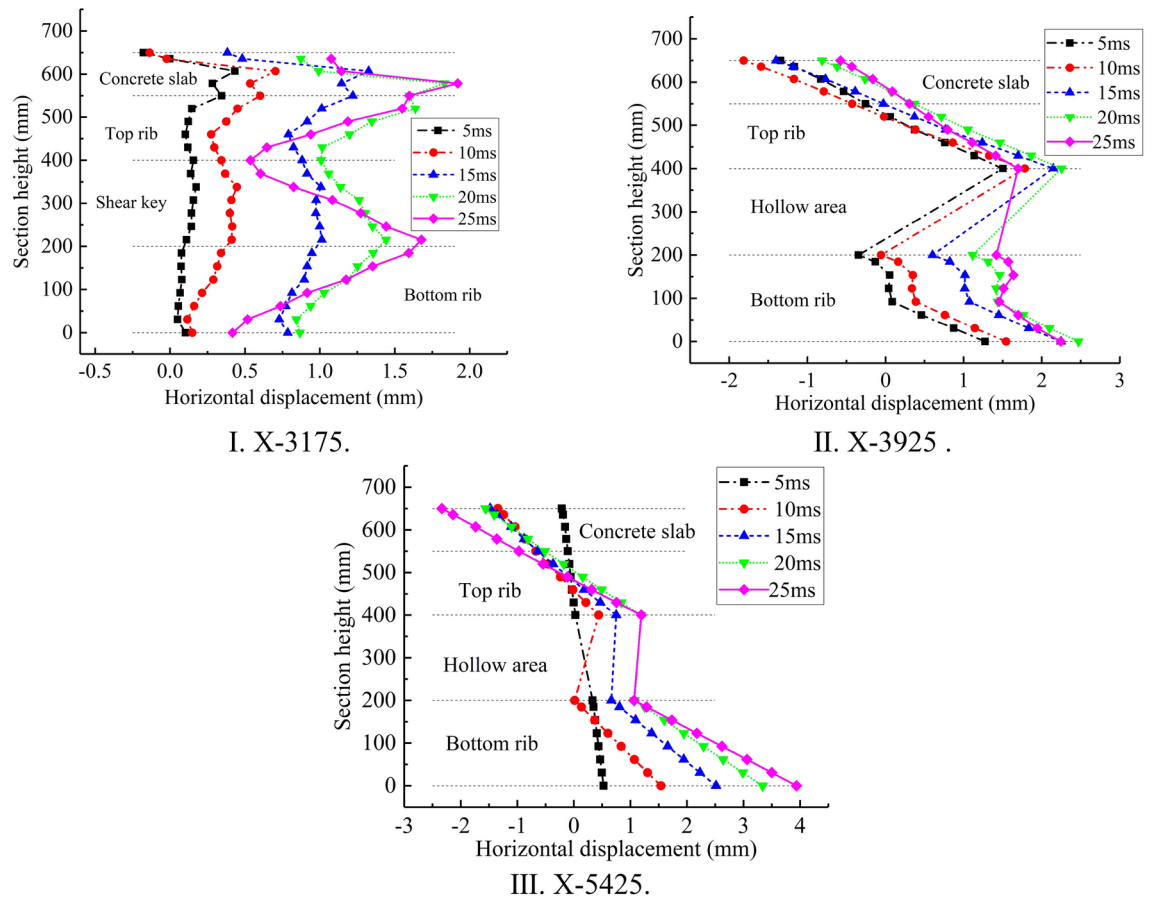 700
600
500
400
300
200
100
0
Section height (mm)
Concrete slab
Top rib
Shear key
Bottom rib
5ms
10ms
15ms
20ms
25ms
-0.5
0.0
0.5
1.0
1.5
2.0
Horizontal displacement (mm)
I. X-3175.
700
600
500
400
300
200
100
0
Section height (mm)
Concrete slab
Top rib
Hollow area
Bottom rib
5ms
10ms
15ms
20ms
25ms
-2
-1
0
1
2
3
Horizontal displacement (mm)
II. X-3925 .
700
600
500
400
300
200
100
0
Section height (mm)
Concrete slab
Top rib
Hollow area
Bottom rib
5ms
10ms
15ms
20ms
25ms
-3
-2
-1
0
1
2
3
4
Horizontal displacement (mm)
III. X-5425.